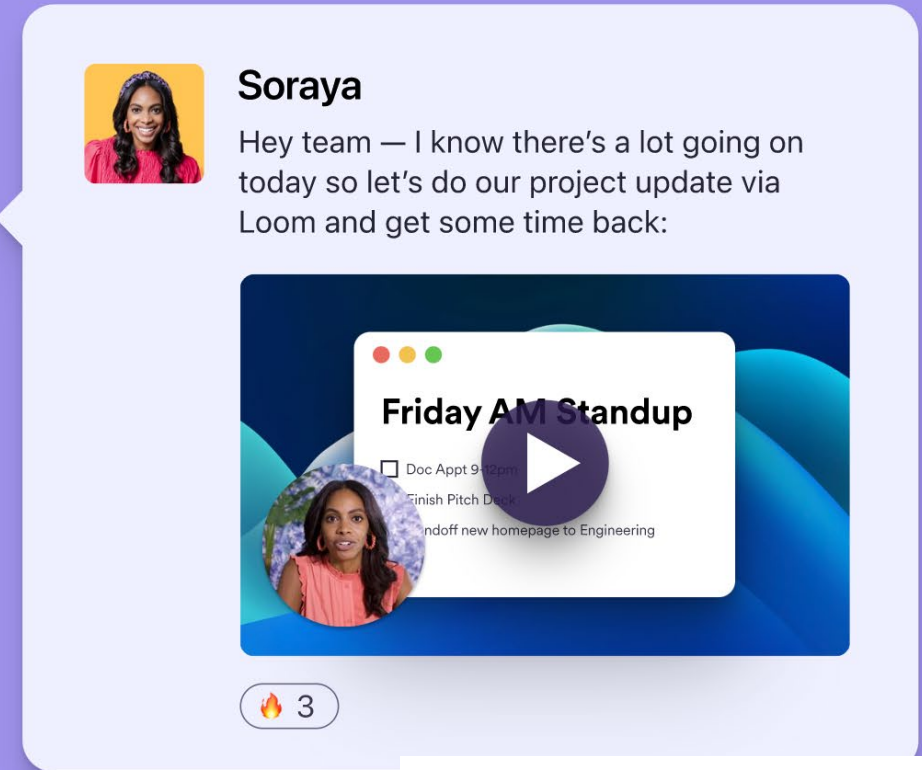 Soraya
Hey team — I know there’s a lot going on
today so let’s do our project update via
Loom and get some time back:
Friday AM Standup
Doc Appt 9-12pm
Finish Pitch Deck
ndoff new homepage to Engineering
3